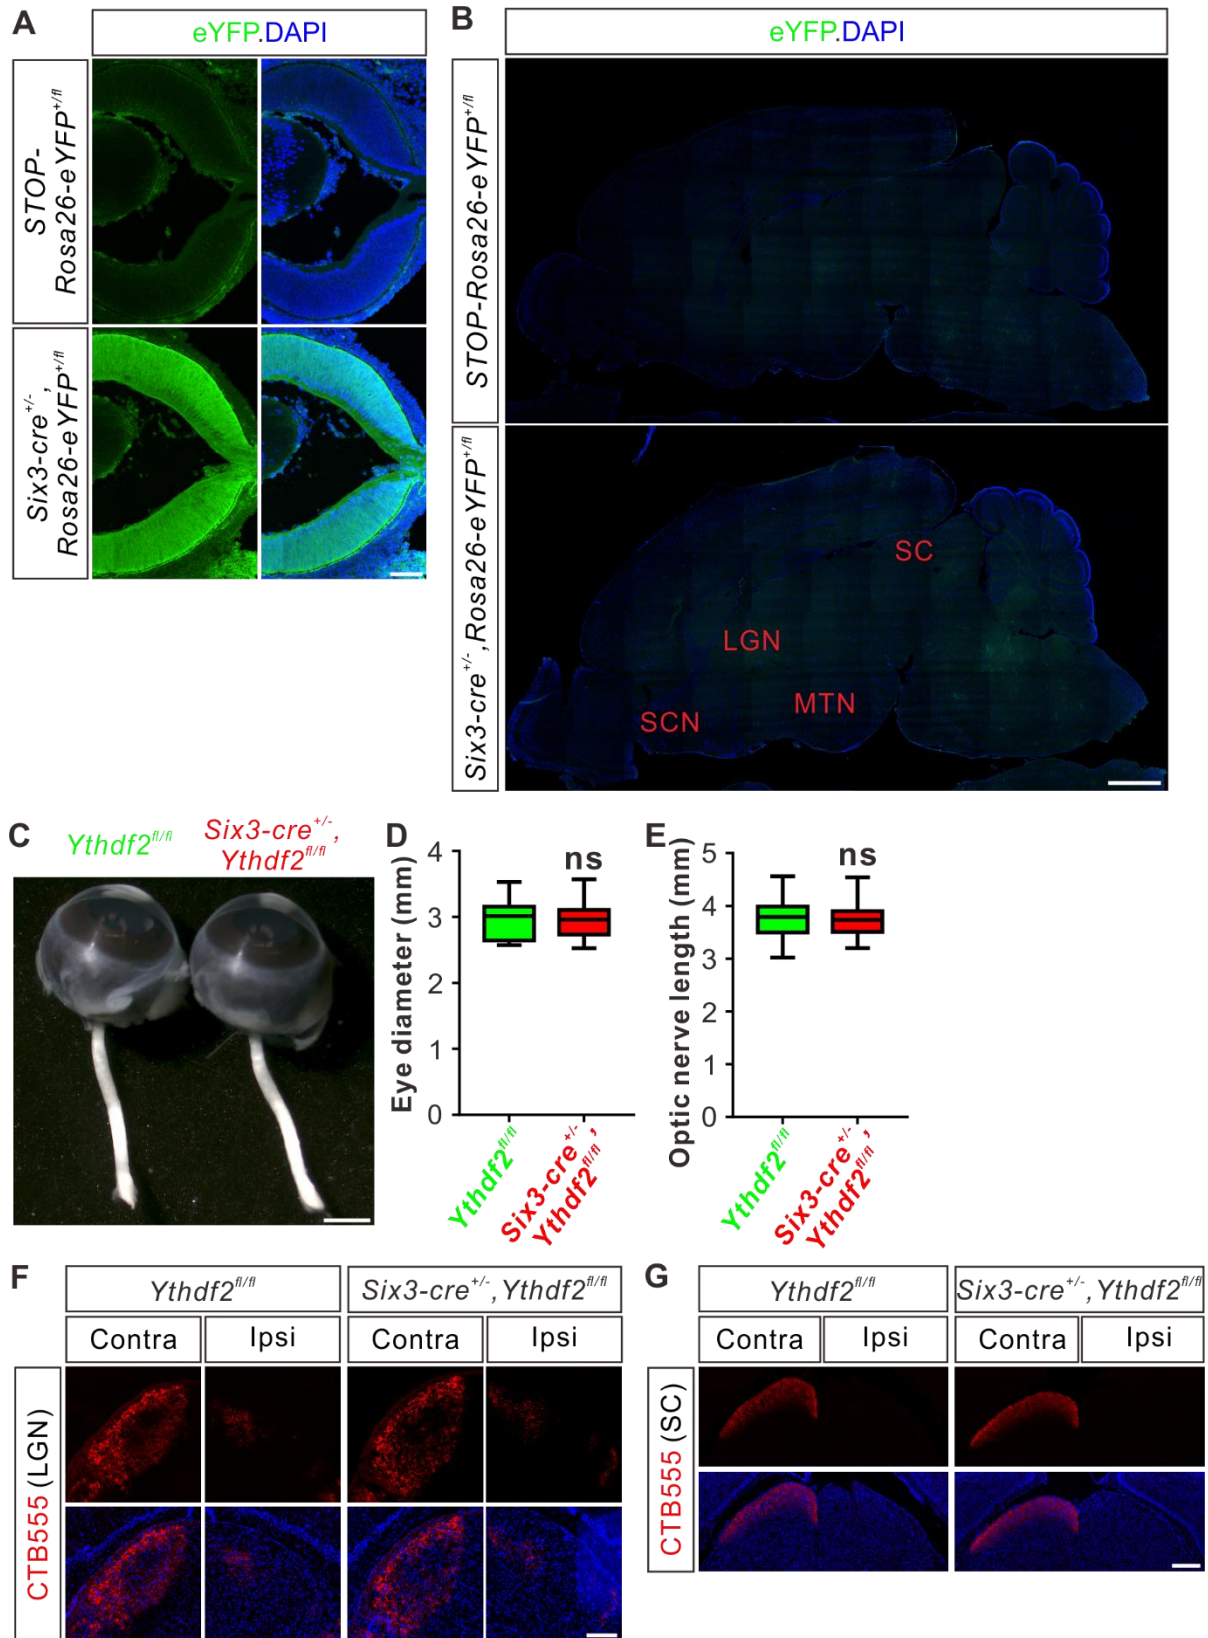 A
eYFP.DAPI
STOP-
Rosa26-eYFP+/fl
Six3-cre+/-,
Rosa26-eYFP+/fl
B
eYFP.DAPI
STOP-Rosa26-eYFP+/fl
Six3-cre+/-,Rosa26-eYFP+/fl
SC
LGN
MTN
SCN
C
Ythdf2fl/fl
Six3-cre+/-,
Ythdf2fl/fl
D
Eye diameter (mm)
4
3
2
1
0
ns
Ythdf2fl/fl
Six3-cre+/-,
Ythdf2fl/fl
E
Optic nerve length (mm)
5
4
3
2
1
0
ns
Ythdf2fl/fl
Six3-cre+/-,
Ythdf2fl/fl
F
Ythdf2fl/fl
Six3-cre+/-,Ythdf2fl/fl
Contra
Ipsi
Contra
Ipsi
CTB555 (LGN)
G
Ythdf2fl/fl
Six3-cre+/-,Ythdf2fl/fl
Contra
Ipsi
Contra
Ipsi
CTB555 (SC)